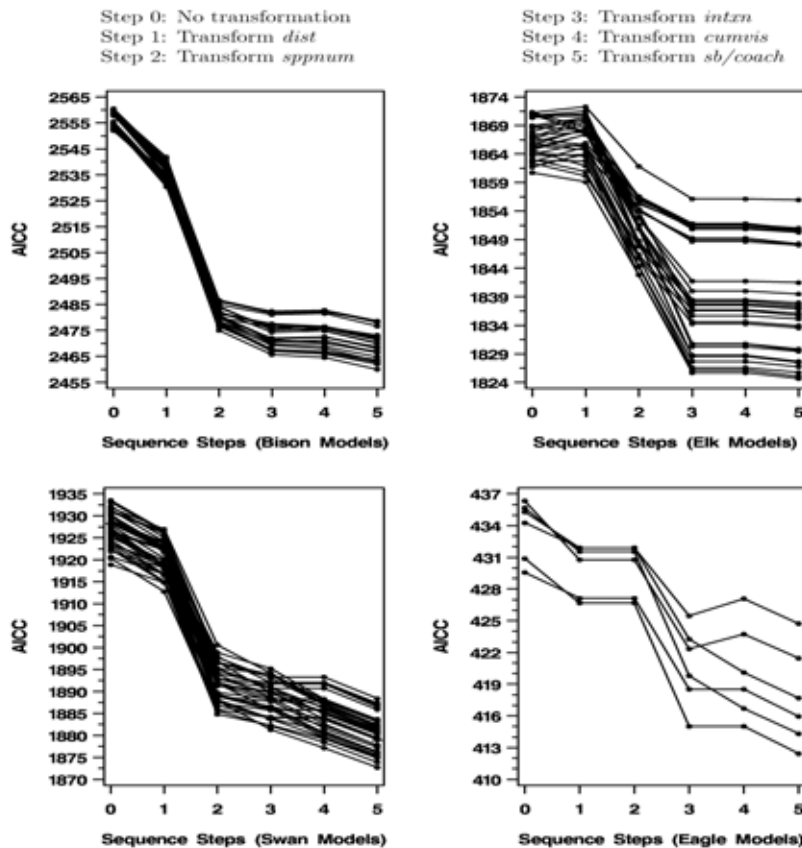 Step 0: No transformation
Step 1: Transform dist
Step 2: Transform sppnum
Step 3: Transform intxn
Step 4: Transform cumvis
Step 5: Transform sb/coach
2565
2555
2545
2535
2525
2515
2505
2495
2485
2475
2465
2455
AICC
0 1 2 3 4 5
Sequence Steps (Bison Models)
1874
1869
1864
1859
1854
1849
1844
1839
1834
1829
1824
AICC
0 1 2 3 4 5
Sequence Steps (Elk Models)
1935
1930
1925
1920
1915
1910
1905
1900
1895
1890
1885
1880
1875
1870
AICC
0 1 2 3 4 5
Sequence Steps (Swan Models)
437
434
431
428
425
422
419
416
413
410
AICC
0 1 2 3 4 5
Sequence Steps (Eagle Models)